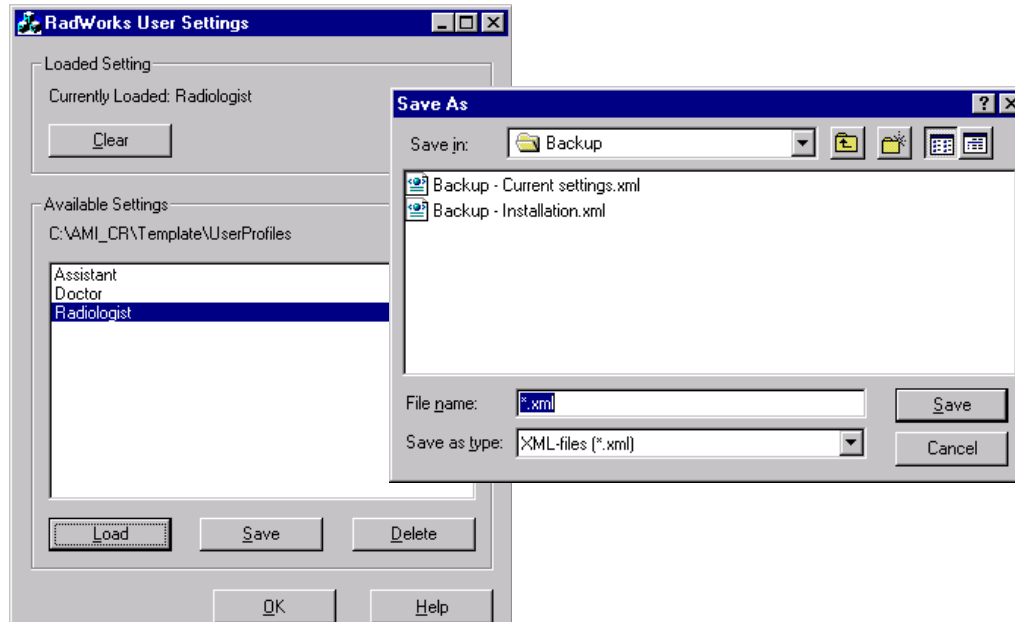 RadWorks User Settings
Loaded Setting
Currently Loaded: Radiologist
Clear
Available Settings
C:\AMI_CR\Template\UserProfiles
Assistant
Doctor
Radiologist
Load
Save
Delete
OK
Help
Save As
Save in:
Backup
Backup - Current settings.xml
Backup - Installation.xml
File name:
*.xml
Save
Save as type:
XML-files (*.xml)
Cancel